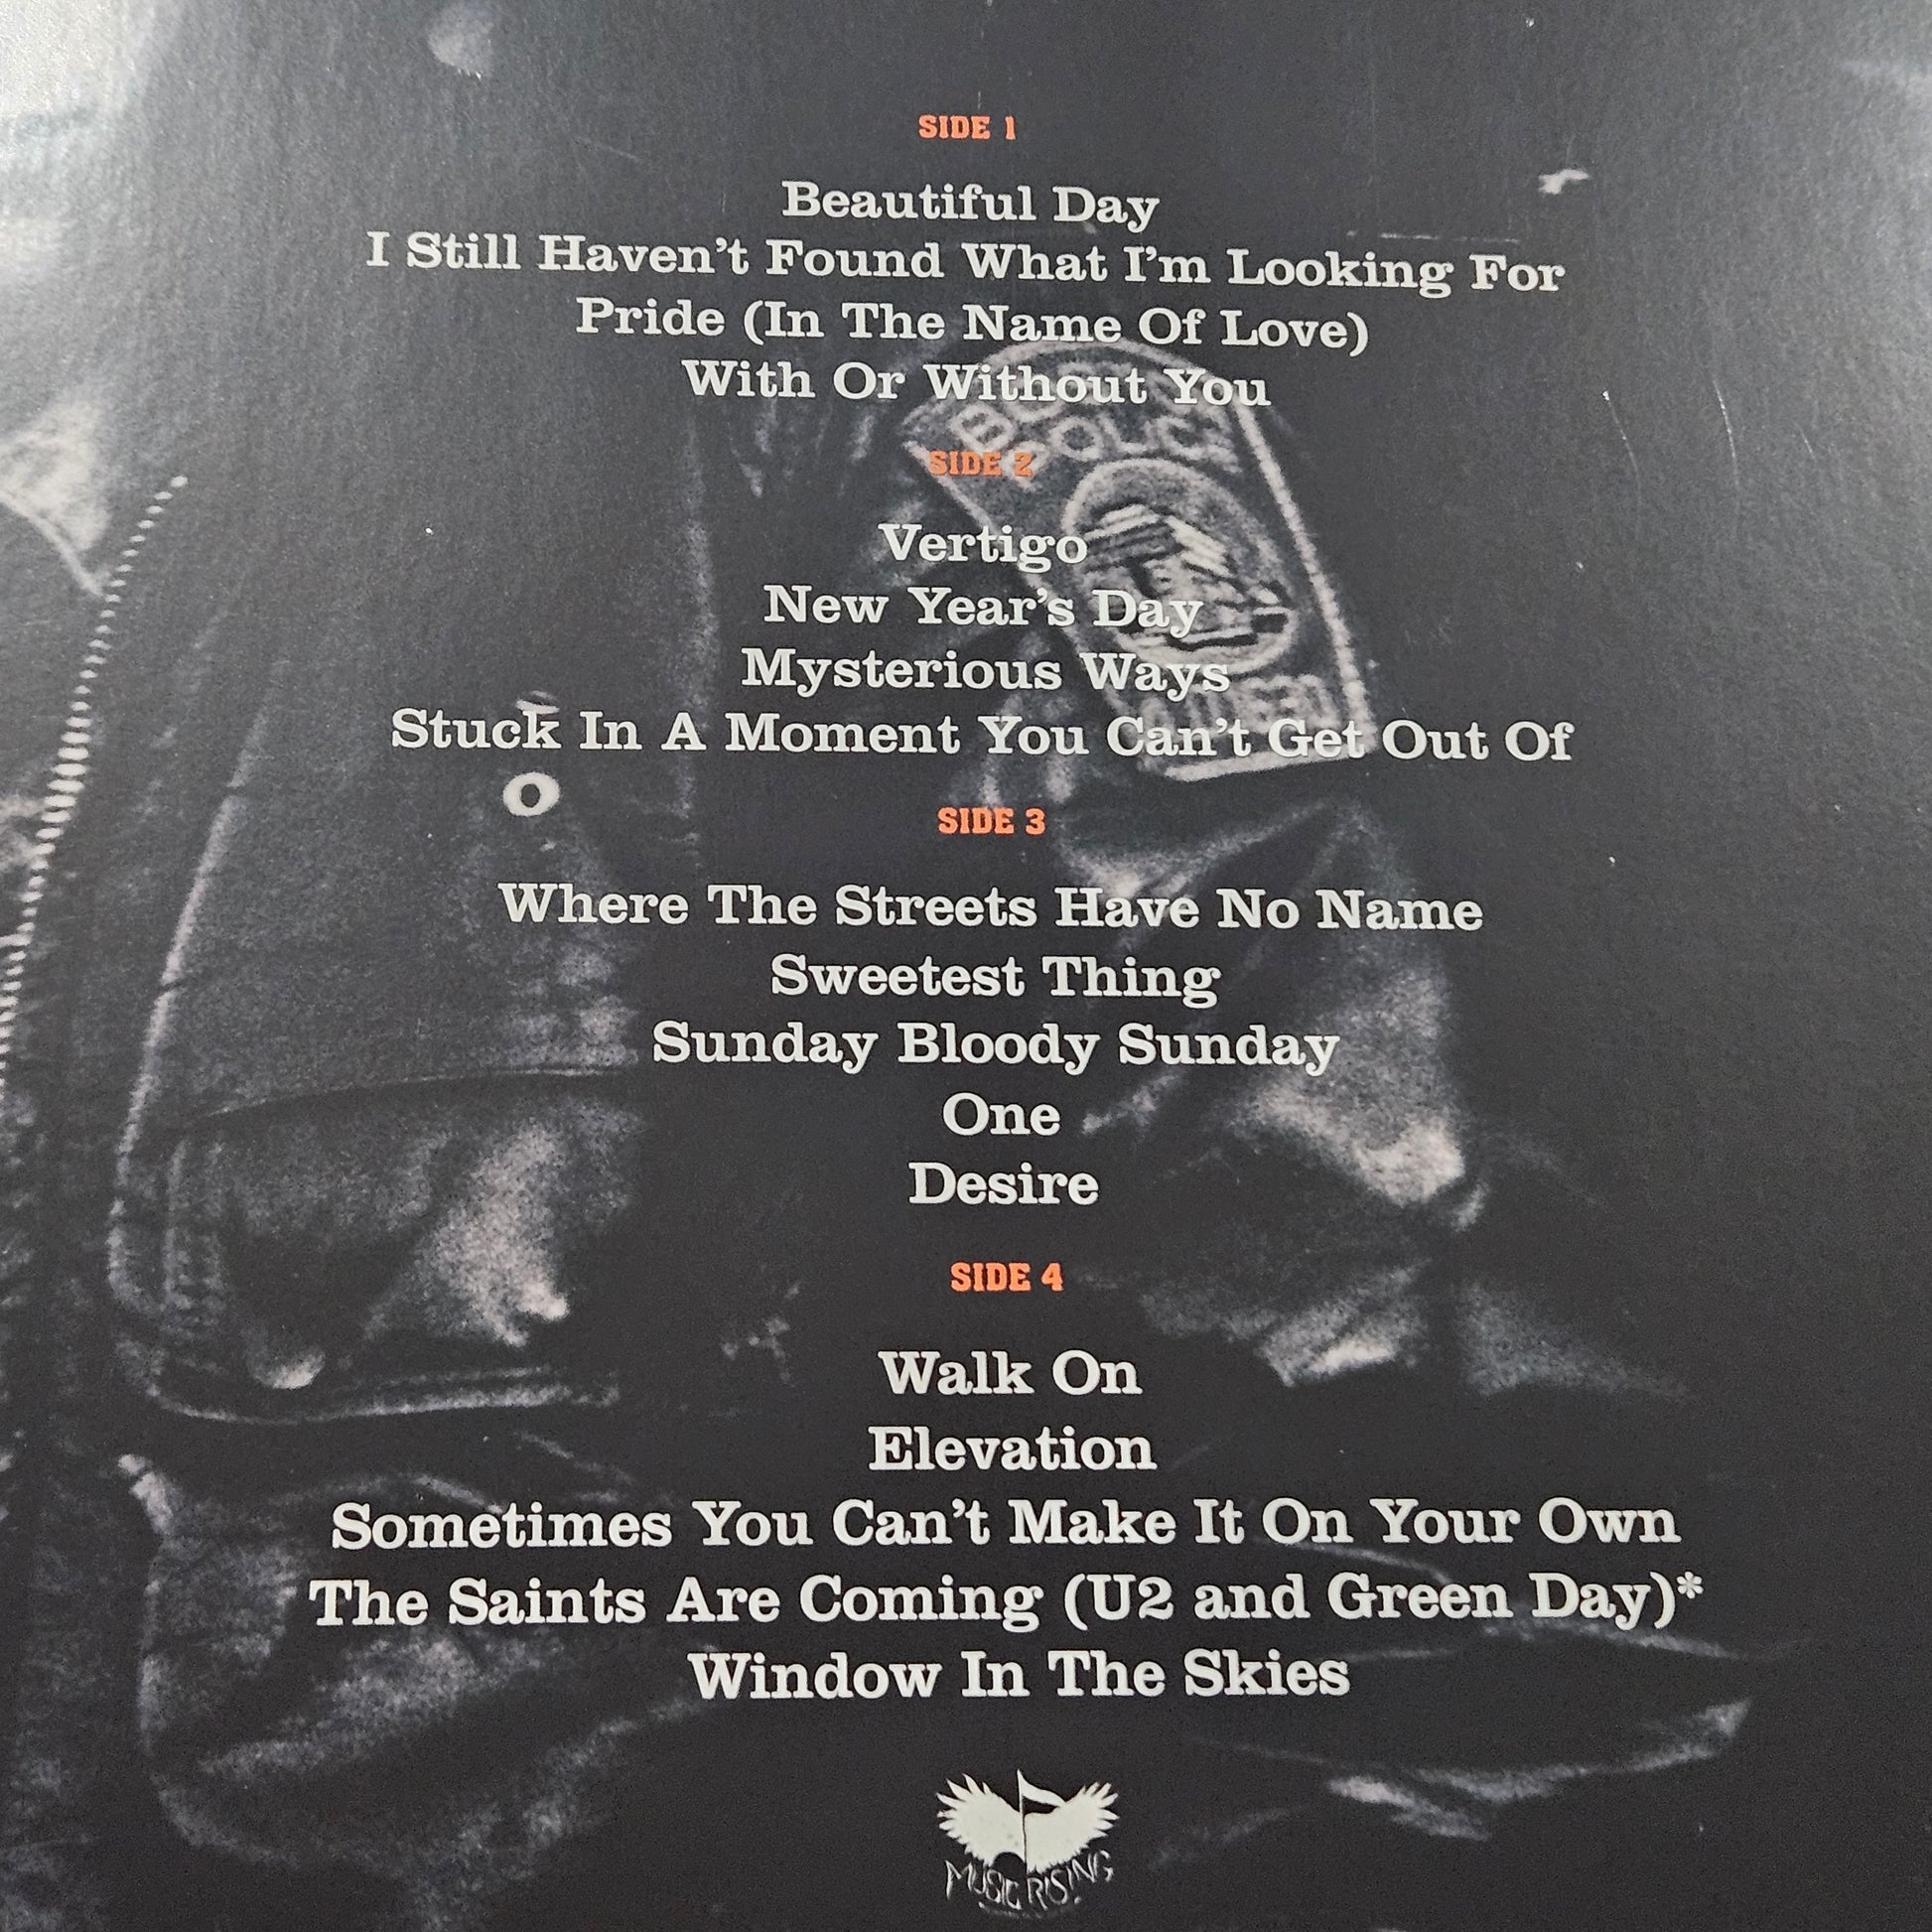 SIDE 1
Beautiful Day
I Still Haven't Found What I'm Looking For
Pride (In The Name Of Love)
With Or Without You
SIDE 2
Vertigo
New Year's Day
Mysterious Ways
Stuck In A Moment You Can't Get Out Of
SIDE 3
Where The Streets Have No Name
Sweetest Thing
Sunday Bloody Sunday
One
Desire
SIDE 4
Walk On
Elevation
Sometimes You Can't Make It On Your Own
The Saints Are Coming (U2 and Green Day)*
Window In The Skies
MUSIC RISING